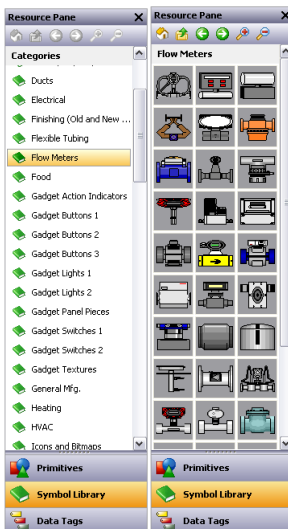 Resource Pane
Categories
Ducts
Electrical
Finishing (Old and New ...
Flexible Tubing
Flow Meters
Food
Gadget Action Indicators
Gadget Buttons 1
Gadget Buttons 2
Gadget Buttons 3
Gadget Lights 1
Gadget Lights 2
Gadget Panel Pieces
Gadget Switches 1
Gadget Switches 2
Gadget Textures
General Mfg.
Heating
HVAC
Icons and Bitmaps
Primitives
Symbol Library
Data Tags
Resource Pane
Flow Meters
Primitives
Symbol Library
Data Tags